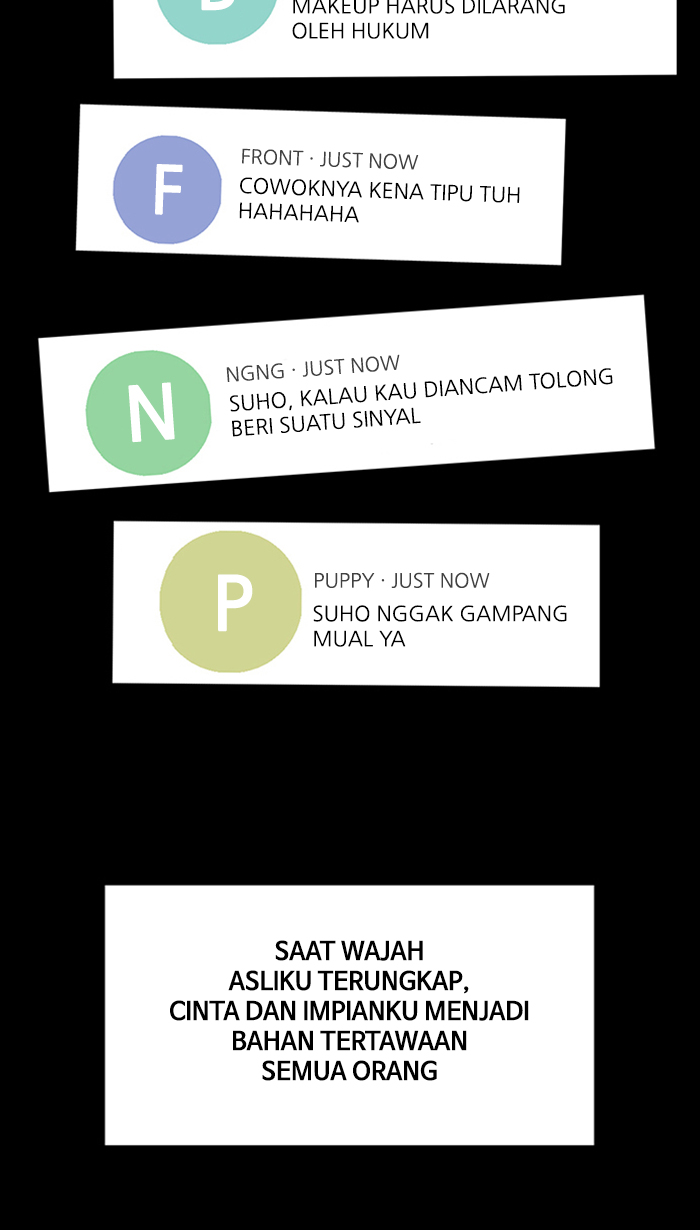 MAKEUP HARUS DILARANG
OLEH HUKUM
F
FRONT · JUST NOW
COWOKNYA KENA TIPU TUH
HAHAHAHA
N
NGNG · JUST NOW
SUHO, KALAU KAU DIANCAM TOLONG
BERI SUATU SINYAL
P
PUPPY · JUST NOW
SUHO NGGAK GAMPANG
MUAL YA
SAAT WAJAH
ASLIKU TERUNGKAP,
CINTA DAN IMPIANKU MENJADI
BAHAN TERTAWAAN
SEMUA ORANG